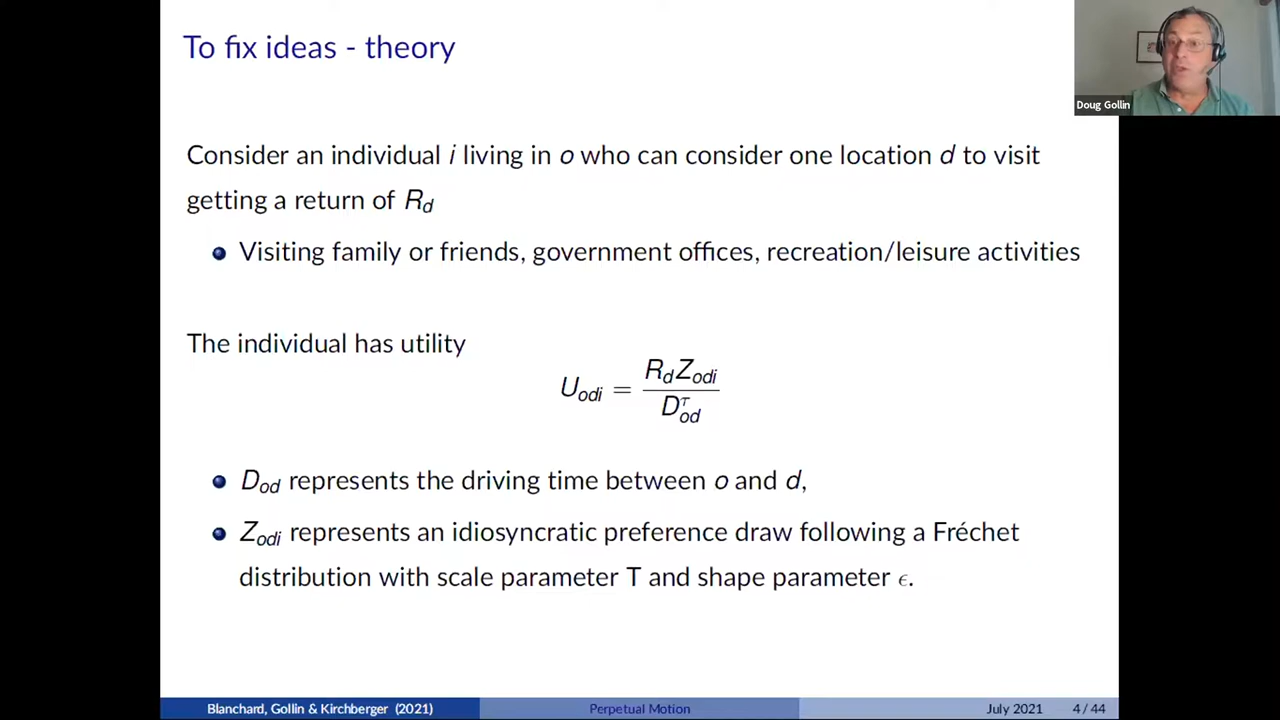 To fix ideas - theory
Doug Gollin
Consider an individual i living in o who can consider one location d to visit
getting a return of R_d
Visiting family or friends, government offices, recreation/leisure activities
The individual has utility
U_odi = R_d Z_odi / D_od^τ
D_od represents the driving time between o and d,
Z_odi represents an idiosyncratic preference draw following a Fréchet
distribution with scale parameter T and shape parameter ϵ.
Blanchard, Gollin & Kirchberger (2021)
Perpetual Motion
July 2021
4 / 44